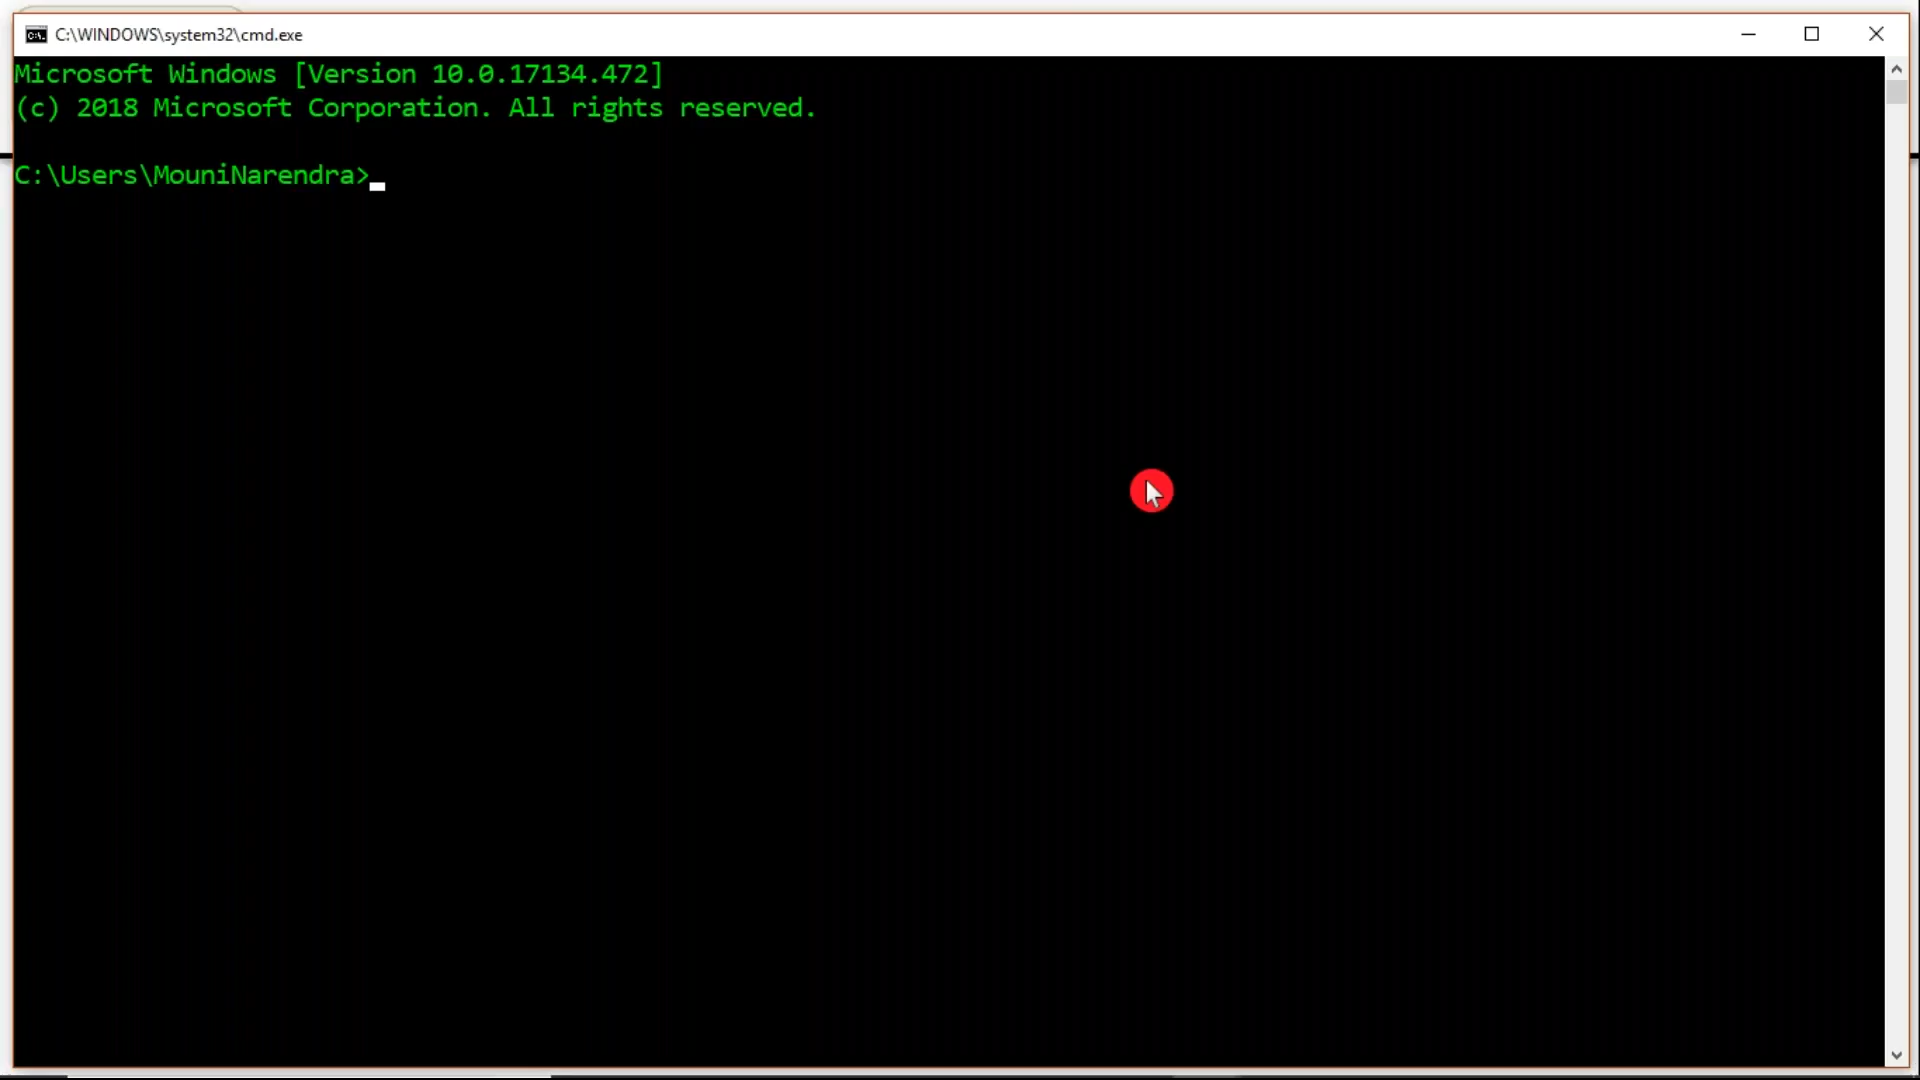 C:\WINDOWS\system32\cmd.exe
Microsoft Windows [Version 10.0.17134.472]
(c) 2018 Microsoft Corporation. All rights reserved.
C:\Users\MouniNarendra>